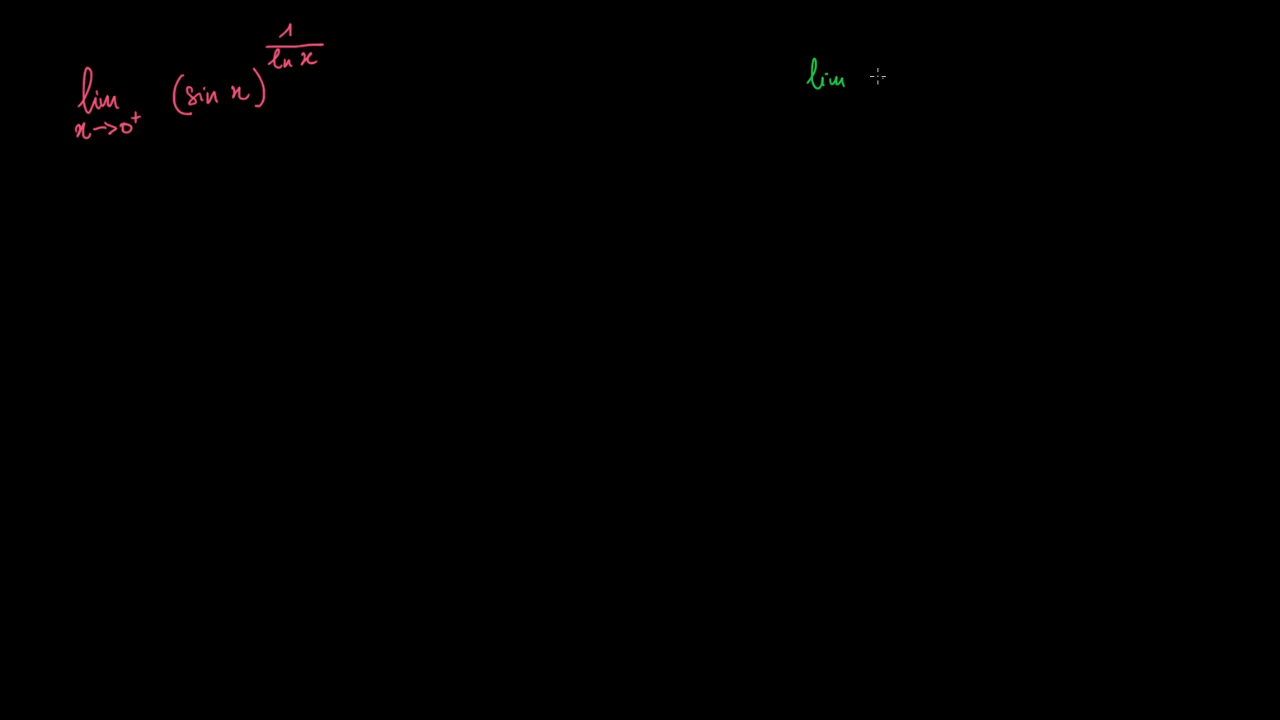 lim x→0⁺ (sin x)^(1/ln x)
lim